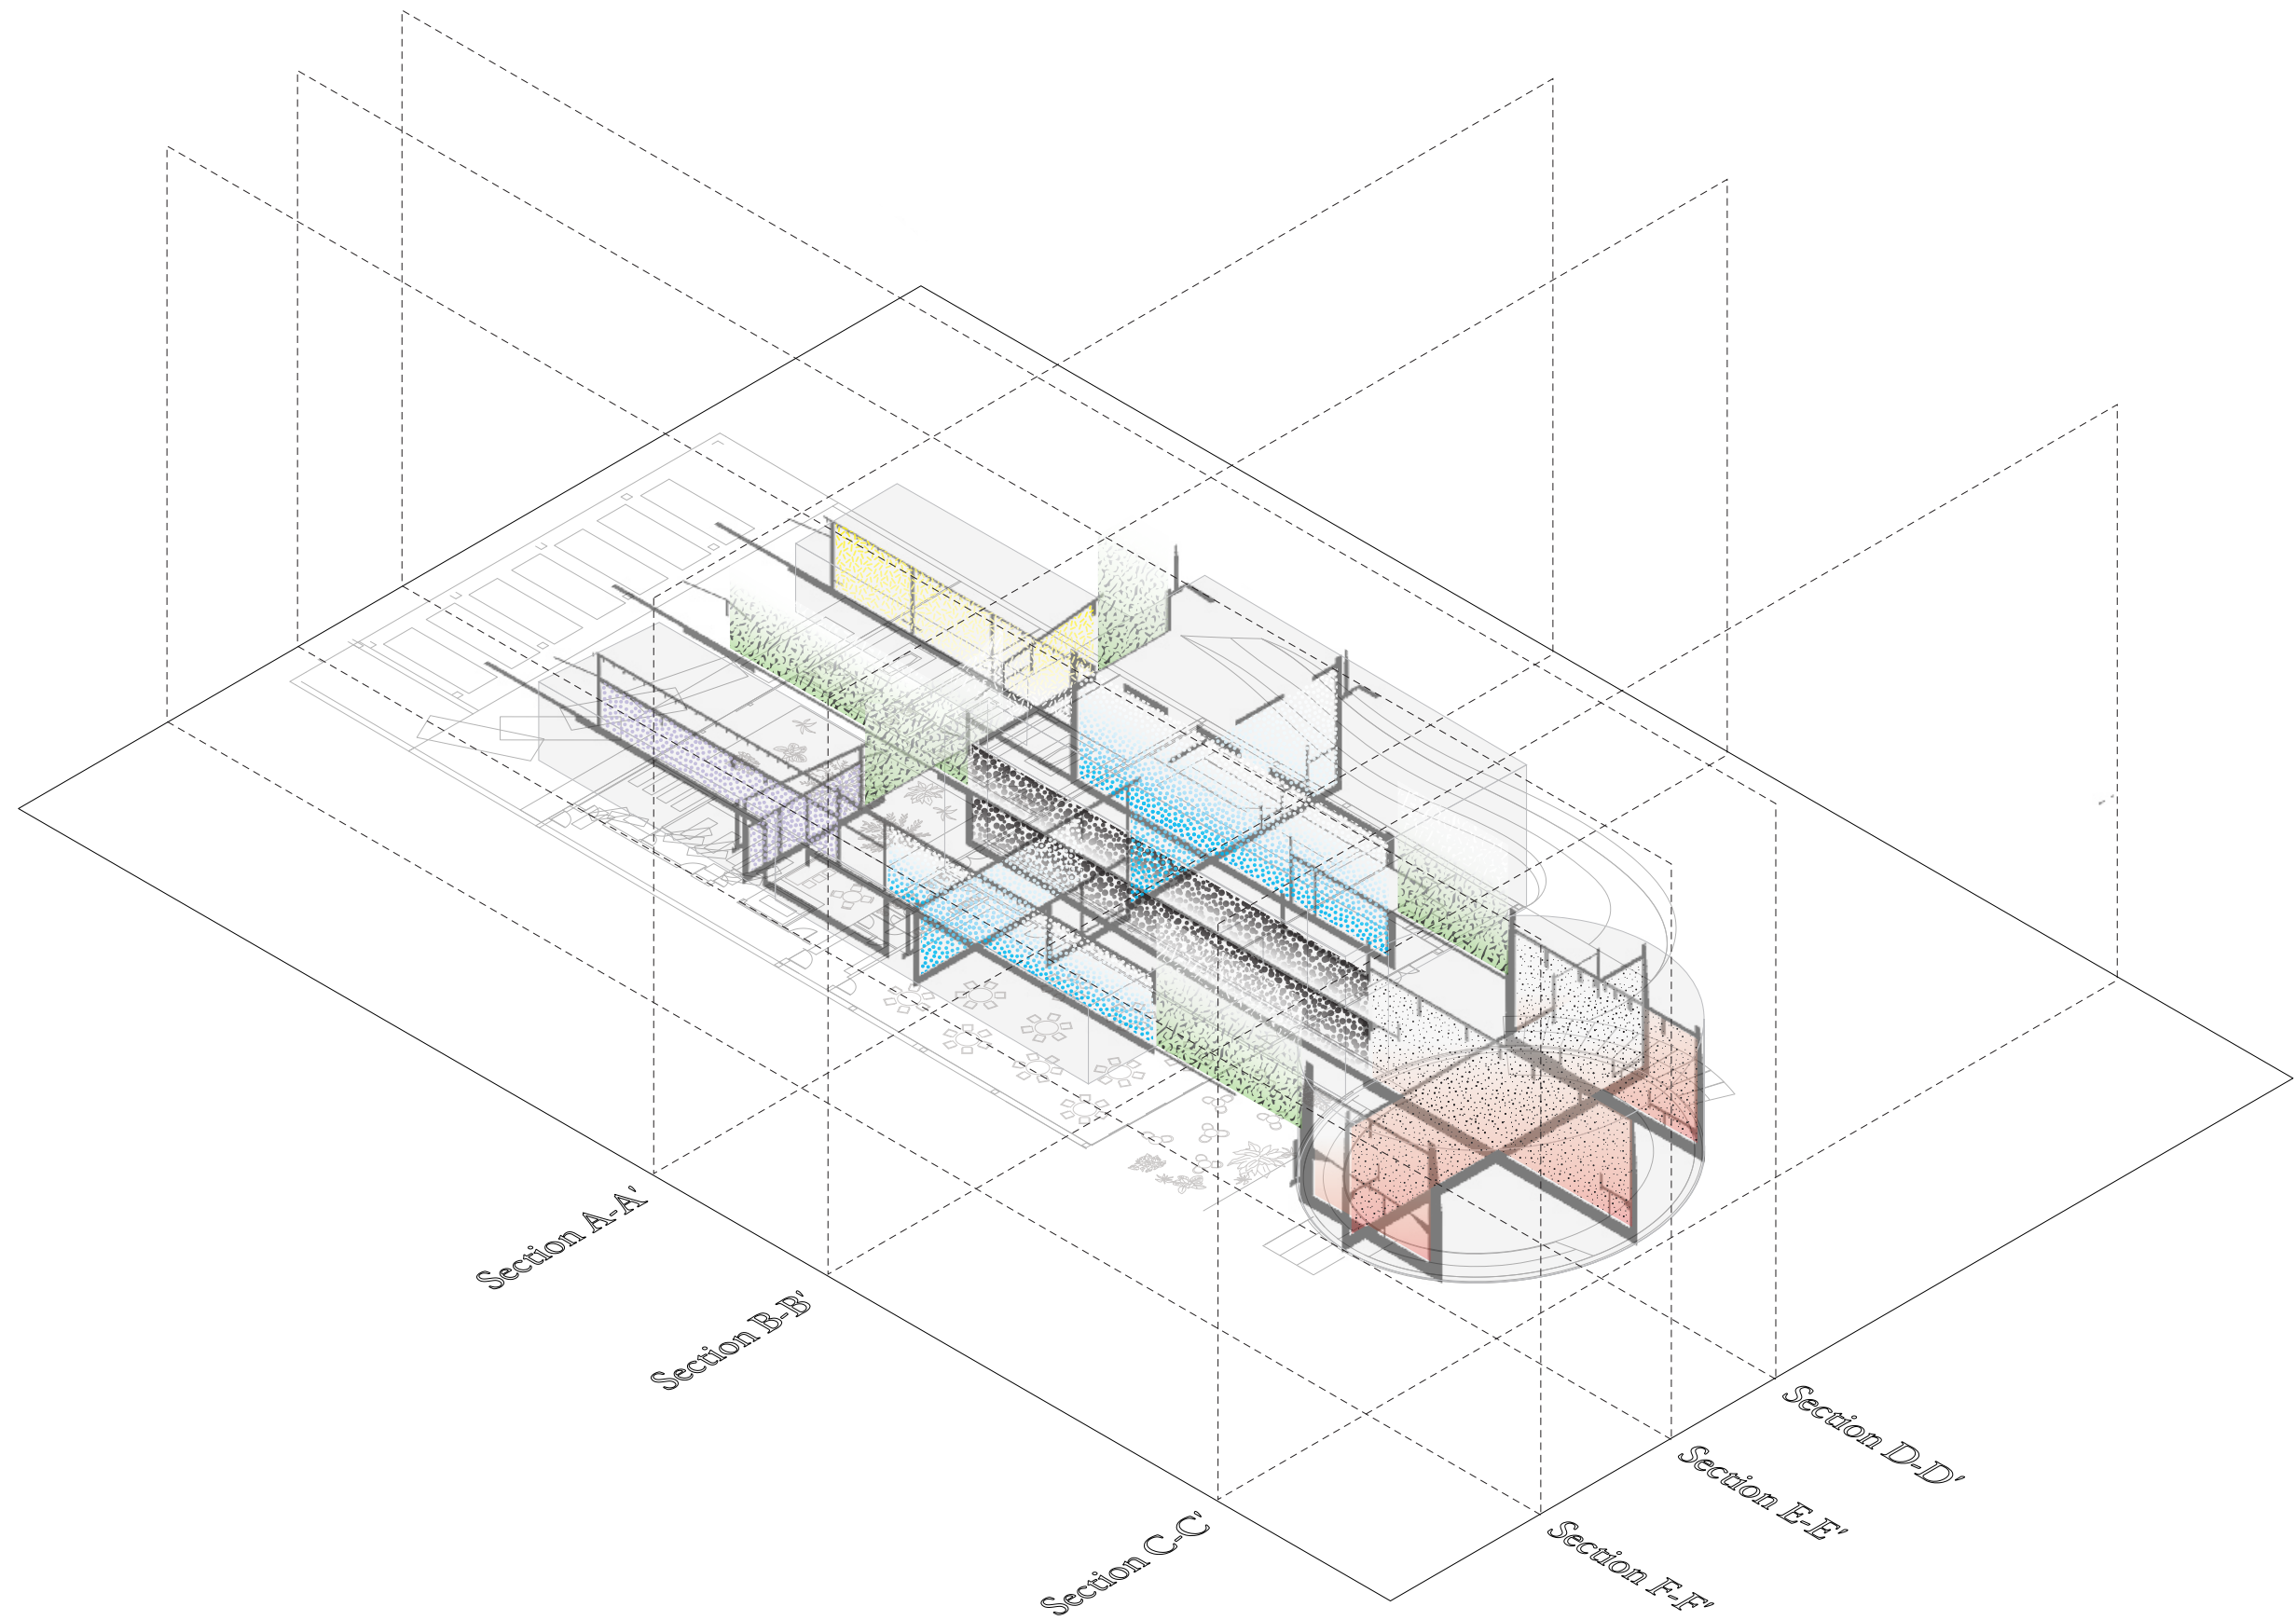 Section A-A'
Section B-B'
Section C-C'
Section D-D'
Section E-E'
Section F-F'